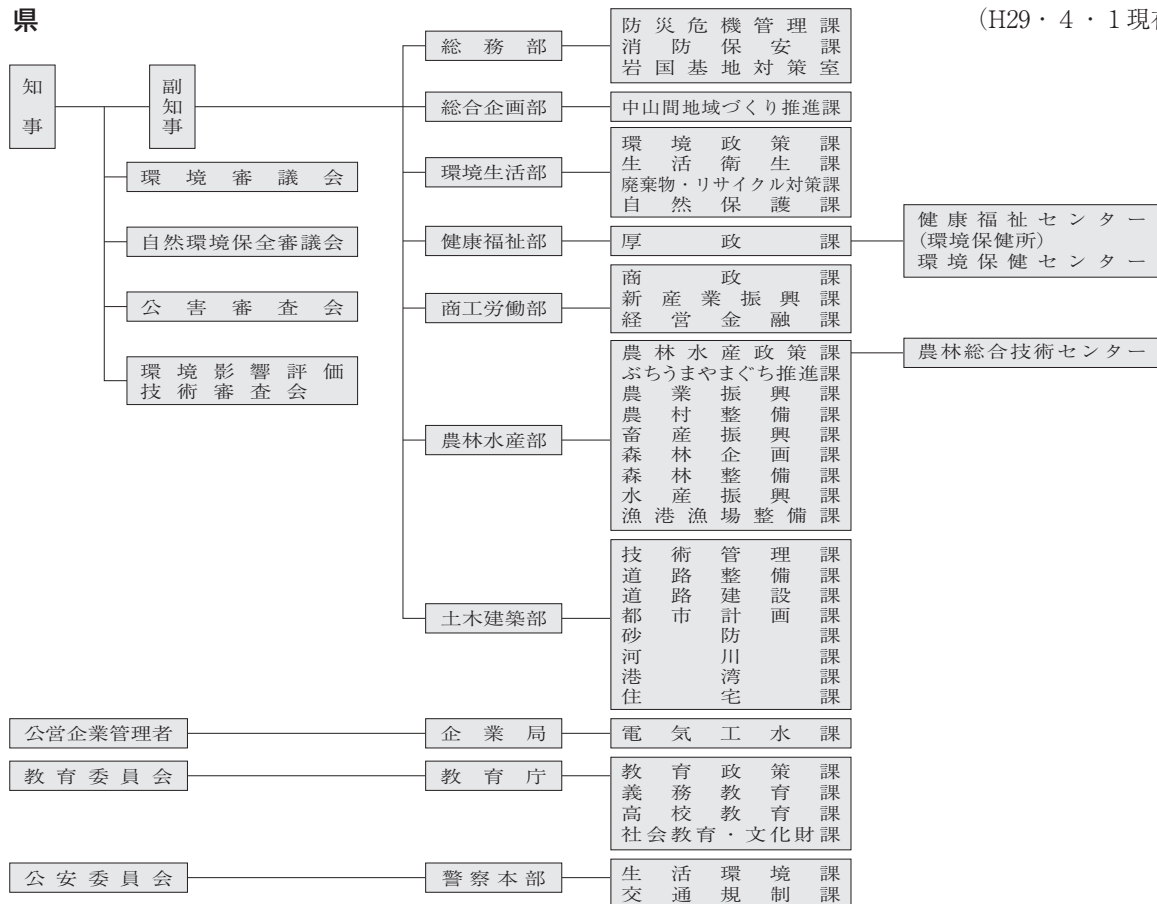 県
(H29・4・1現在
知事
副知事
環境審議会
自然環境保全審議会
公害審査会
環境影響評価
技術審査会
総務部
防災危機管理課
消防保安課
岩国基地対策室
総合企画部
中山間地域づくり推進課
環境生活部
環境政策課
生活衛生課
廃棄物・リサイクル対策課
自然保護課
健康福祉部
厚政課
健康福祉センター
(環境保健所)
環境保健センター
商工労働部
商政課
新産業振興課
経営金融課
農林水産部
農林水産政策課
ぶちうまやまぐち推進課
農業振興課
農村整備課
畜産振興課
森林企画課
森林整備課
水産振興課
漁港漁場整備課
農林総合技術センター
土木建築部
技術管理課
道路整備課
道路建設課
都市計画課
砂防課
河川課
港湾課
住宅課
公営企業管理者
企業局
電気工水課
教育委員会
教育庁
教育政策課
義務教育課
高校教育課
社会教育・文化財課
公安委員会
警察本部
生活環境課
交通規制課